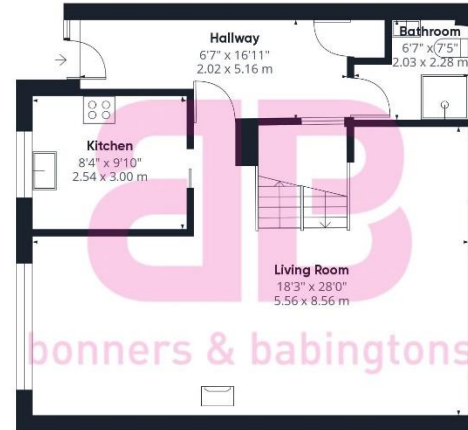 Hallway
6'7" x 16'11"
2.02 x 5.16 m
Bathroom
6'7" x 7'5"
2.03 x 2.28 m
Kitchen
8'4" x 9'10"
2.54 x 3.00 m
Living Room
18'3" x 28'0"
5.56 x 8.56 m
bonners & babingtons